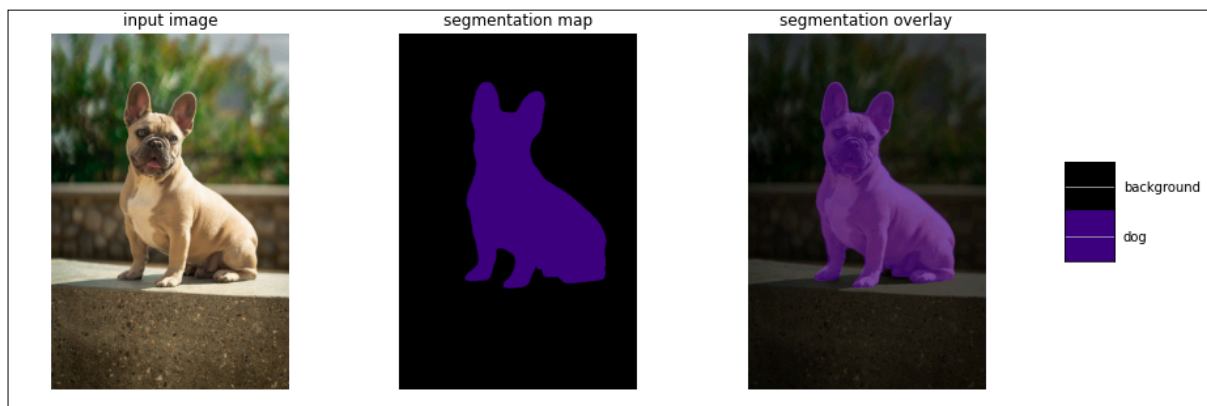 input image
segmentation map
segmentation overlay
background
dog